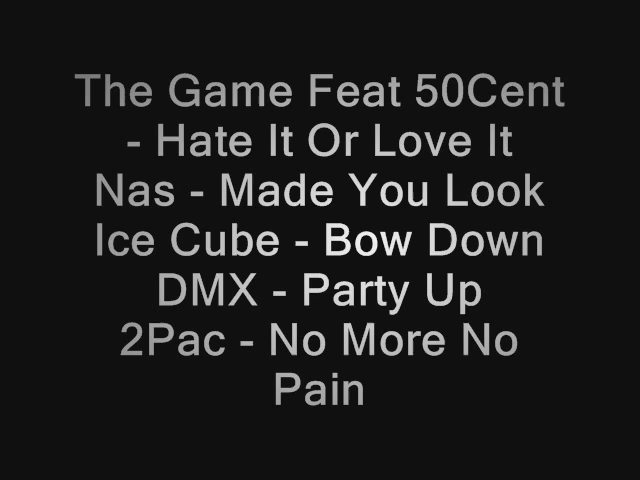 The Game Feat 50Cent
- Hate It Or Love It
Nas - Made You Look
Ice Cube - Bow Down
DMX - Party Up
2Pac - No More No
Pain